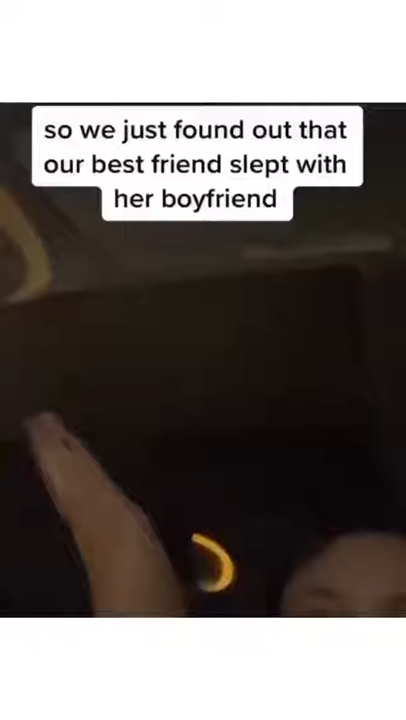 so we just found out that
our best friend slept with
her boyfriend